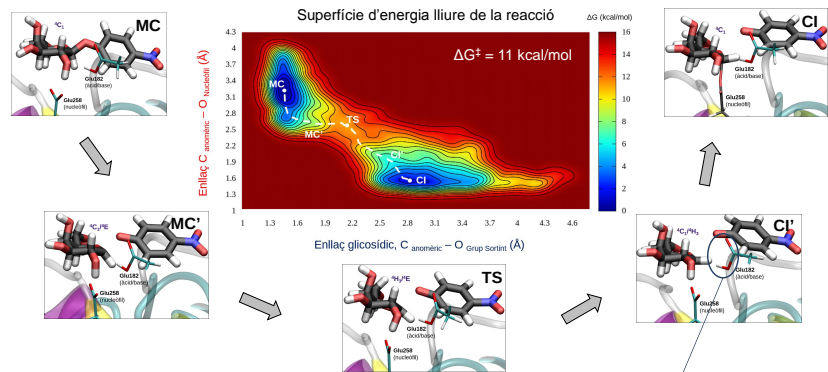 Superfície d'energia lliure de la reacció
ΔG (kcal/mol)
ΔG‡ = 11 kcal/mol
Enllaç C anomèric – O Nucleòfil (Å)
4.3
4
3.7
3.4
3.1
2.8
2.5
2.2
1.9
1.6
1.3
1
1
1.3
1.6
1.9
2.2
2.5
2.8
3.1
3.4
3.7
4
4.3
4.6
Enllaç glicosídic, C anomèric – O Grup Sortint (Å)
16
14
12
10
8
6
4
2
0
MC
MC'
TS
CI'
CI
MC
⁴C₁
Glu182
(àcid/base)
Glu258
(nucleòfil)
MC'
Glu182
(àcid/base)
Glu258
(nucleòfil)
TS
Glu182
(àcid/base)
Glu258
(nucleòfil)
CI'
Glu182
(àcid/base)
Glu258
(nucleòfil)
CI
⁴C₁
Glu182
(àcid/base)
Glu258
(nucleòfil)